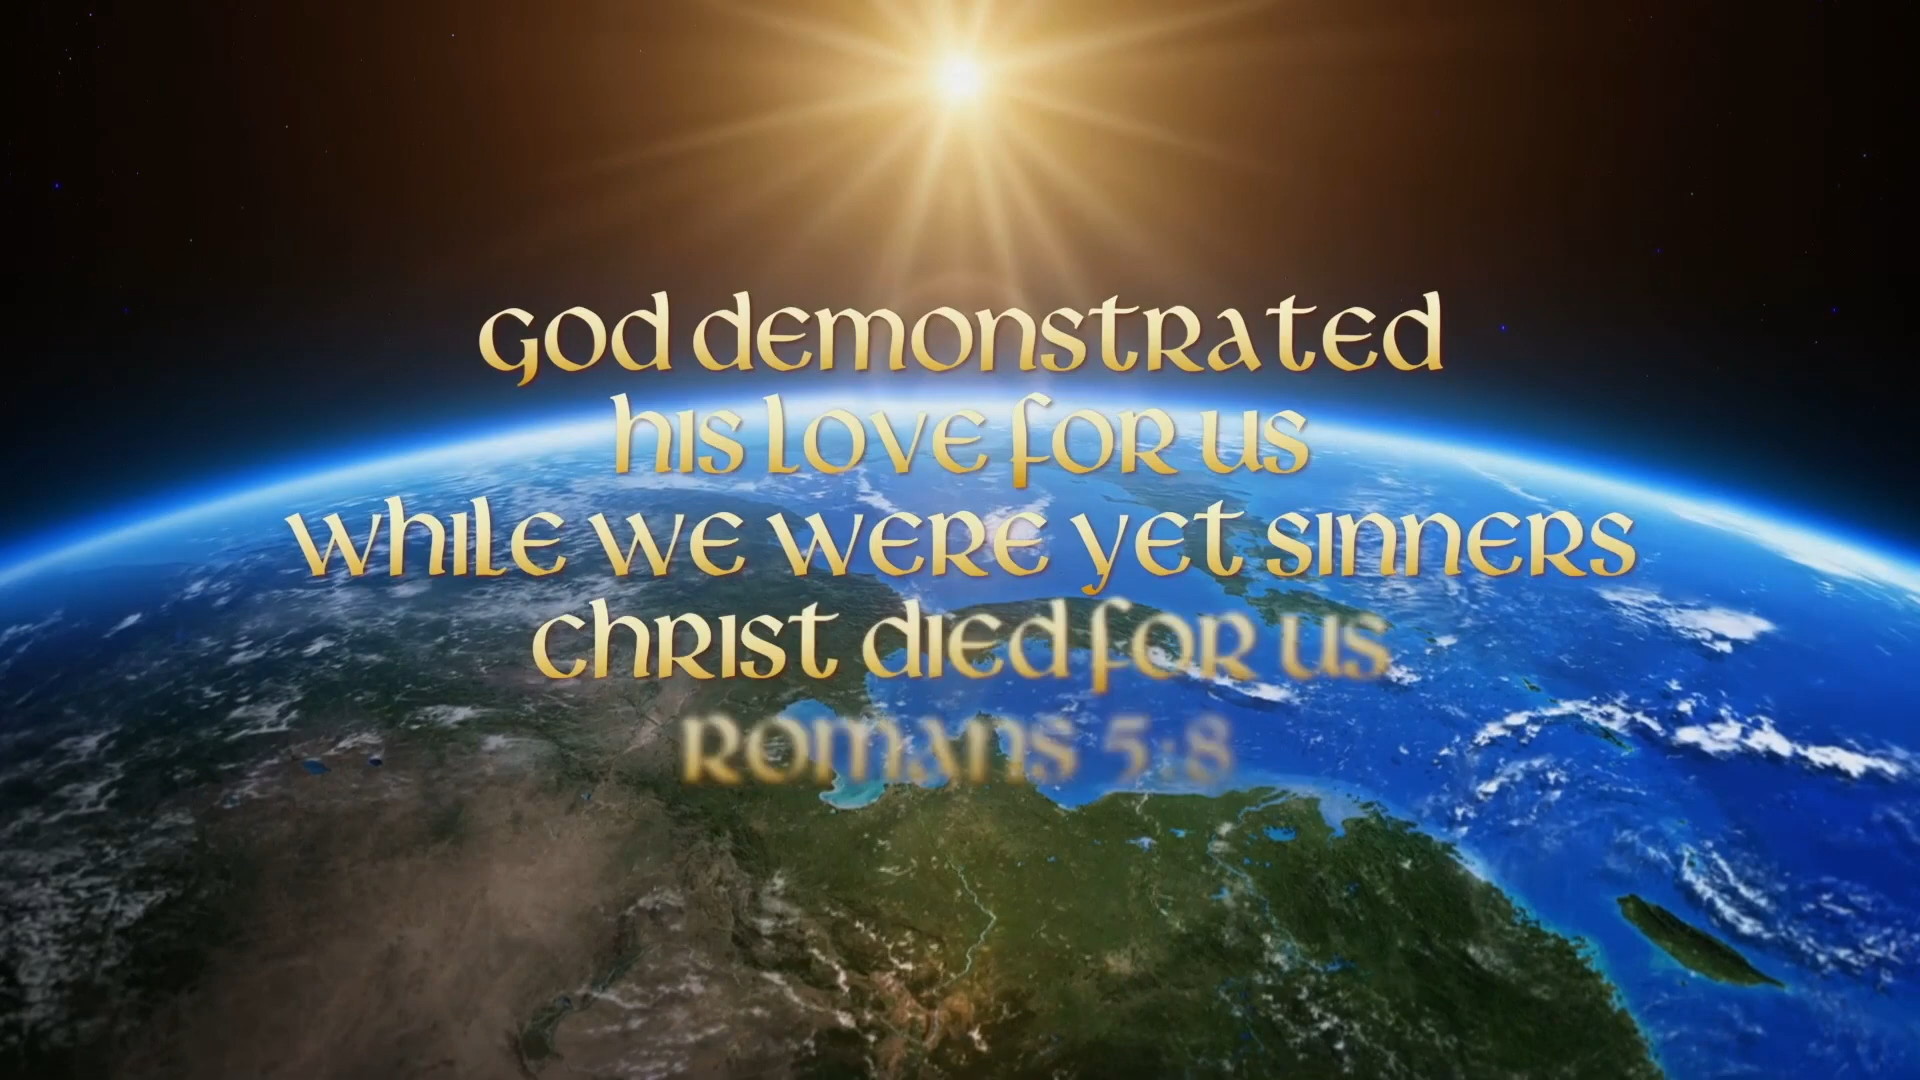 God demonstrated
his love for us
while we were yet sinners
Christ died for us
Romans 5:8